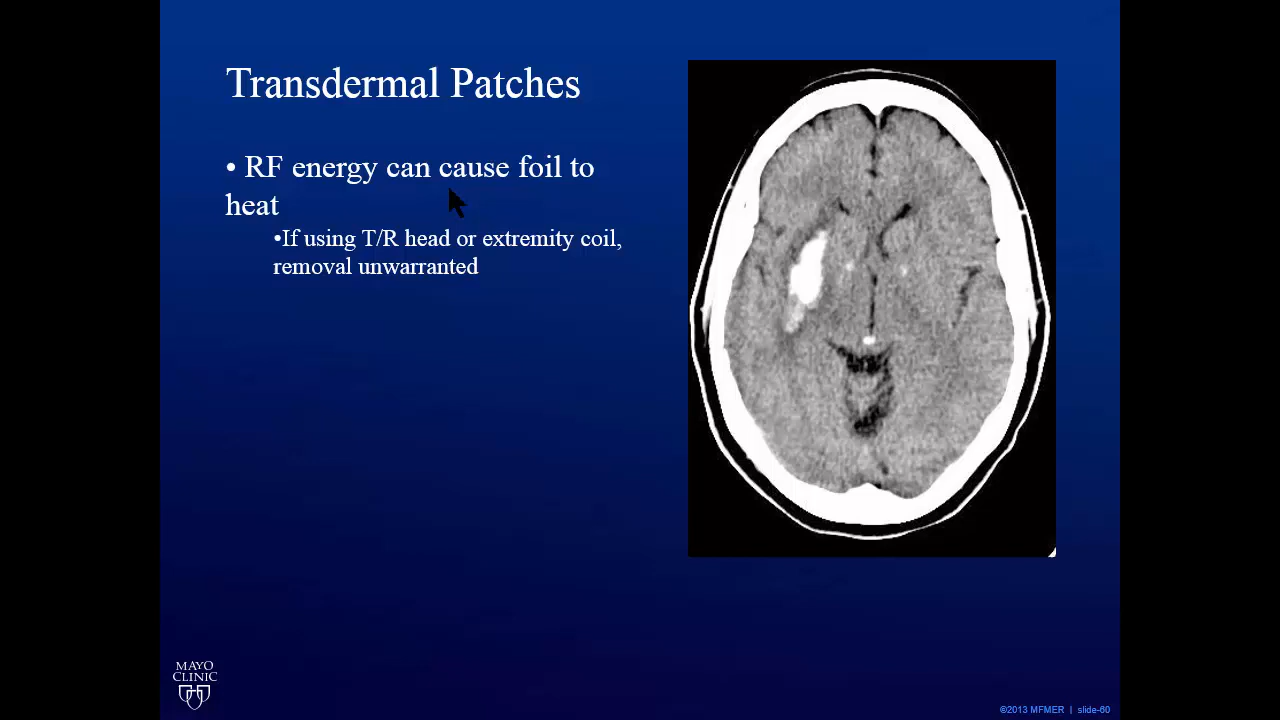 Transdermal Patches
• RF energy can cause foil to
heat
•If using T/R head or extremity coil,
removal unwarranted
MAYO
CLINIC
©2013 MFMER | slide-60